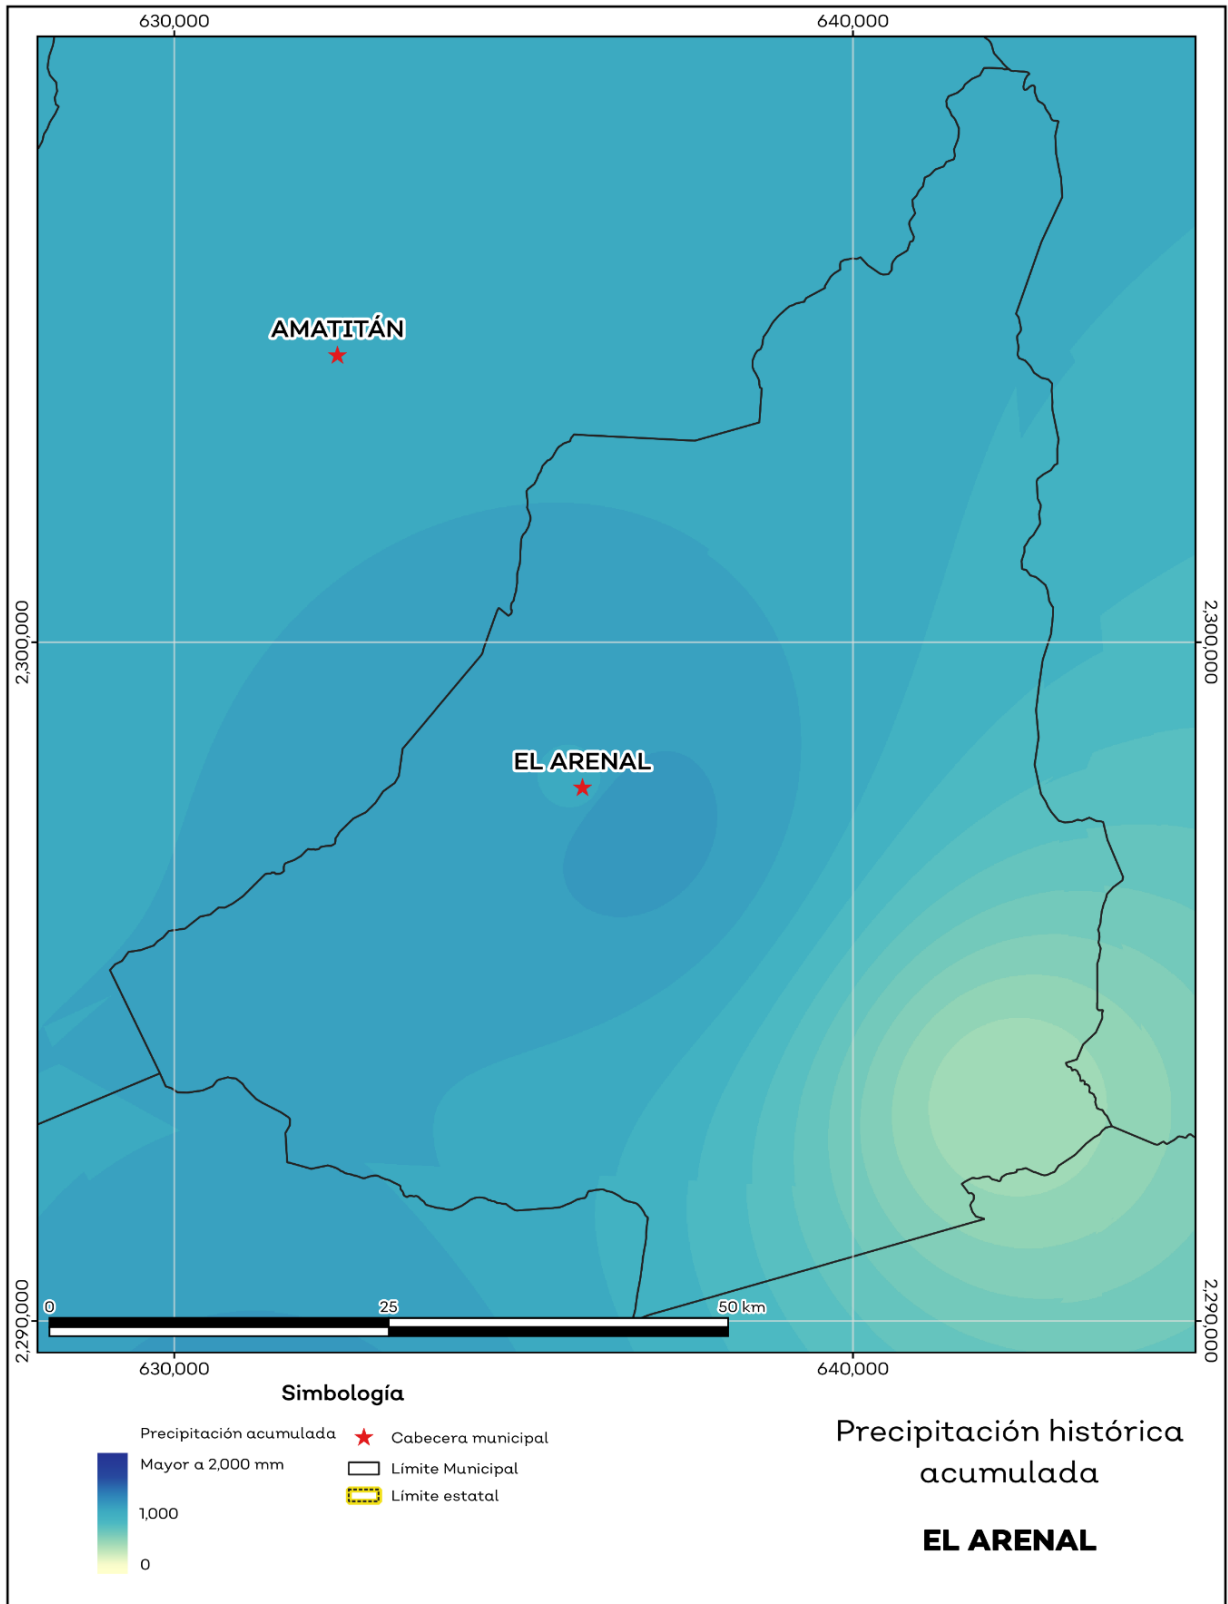 630,000
640,000
AMATITÁN
2,300,000
2,300,000
EL ARENAL
0
25
50 km
2,290,000
2,290,000
630,000
640,000
Simbología
Precipitación acumulada
Mayor a 2,000 mm
1,000
0
Cabecera municipal
Límite Municipal
Límite estatal
Precipitación histórica
acumulada
EL ARENAL